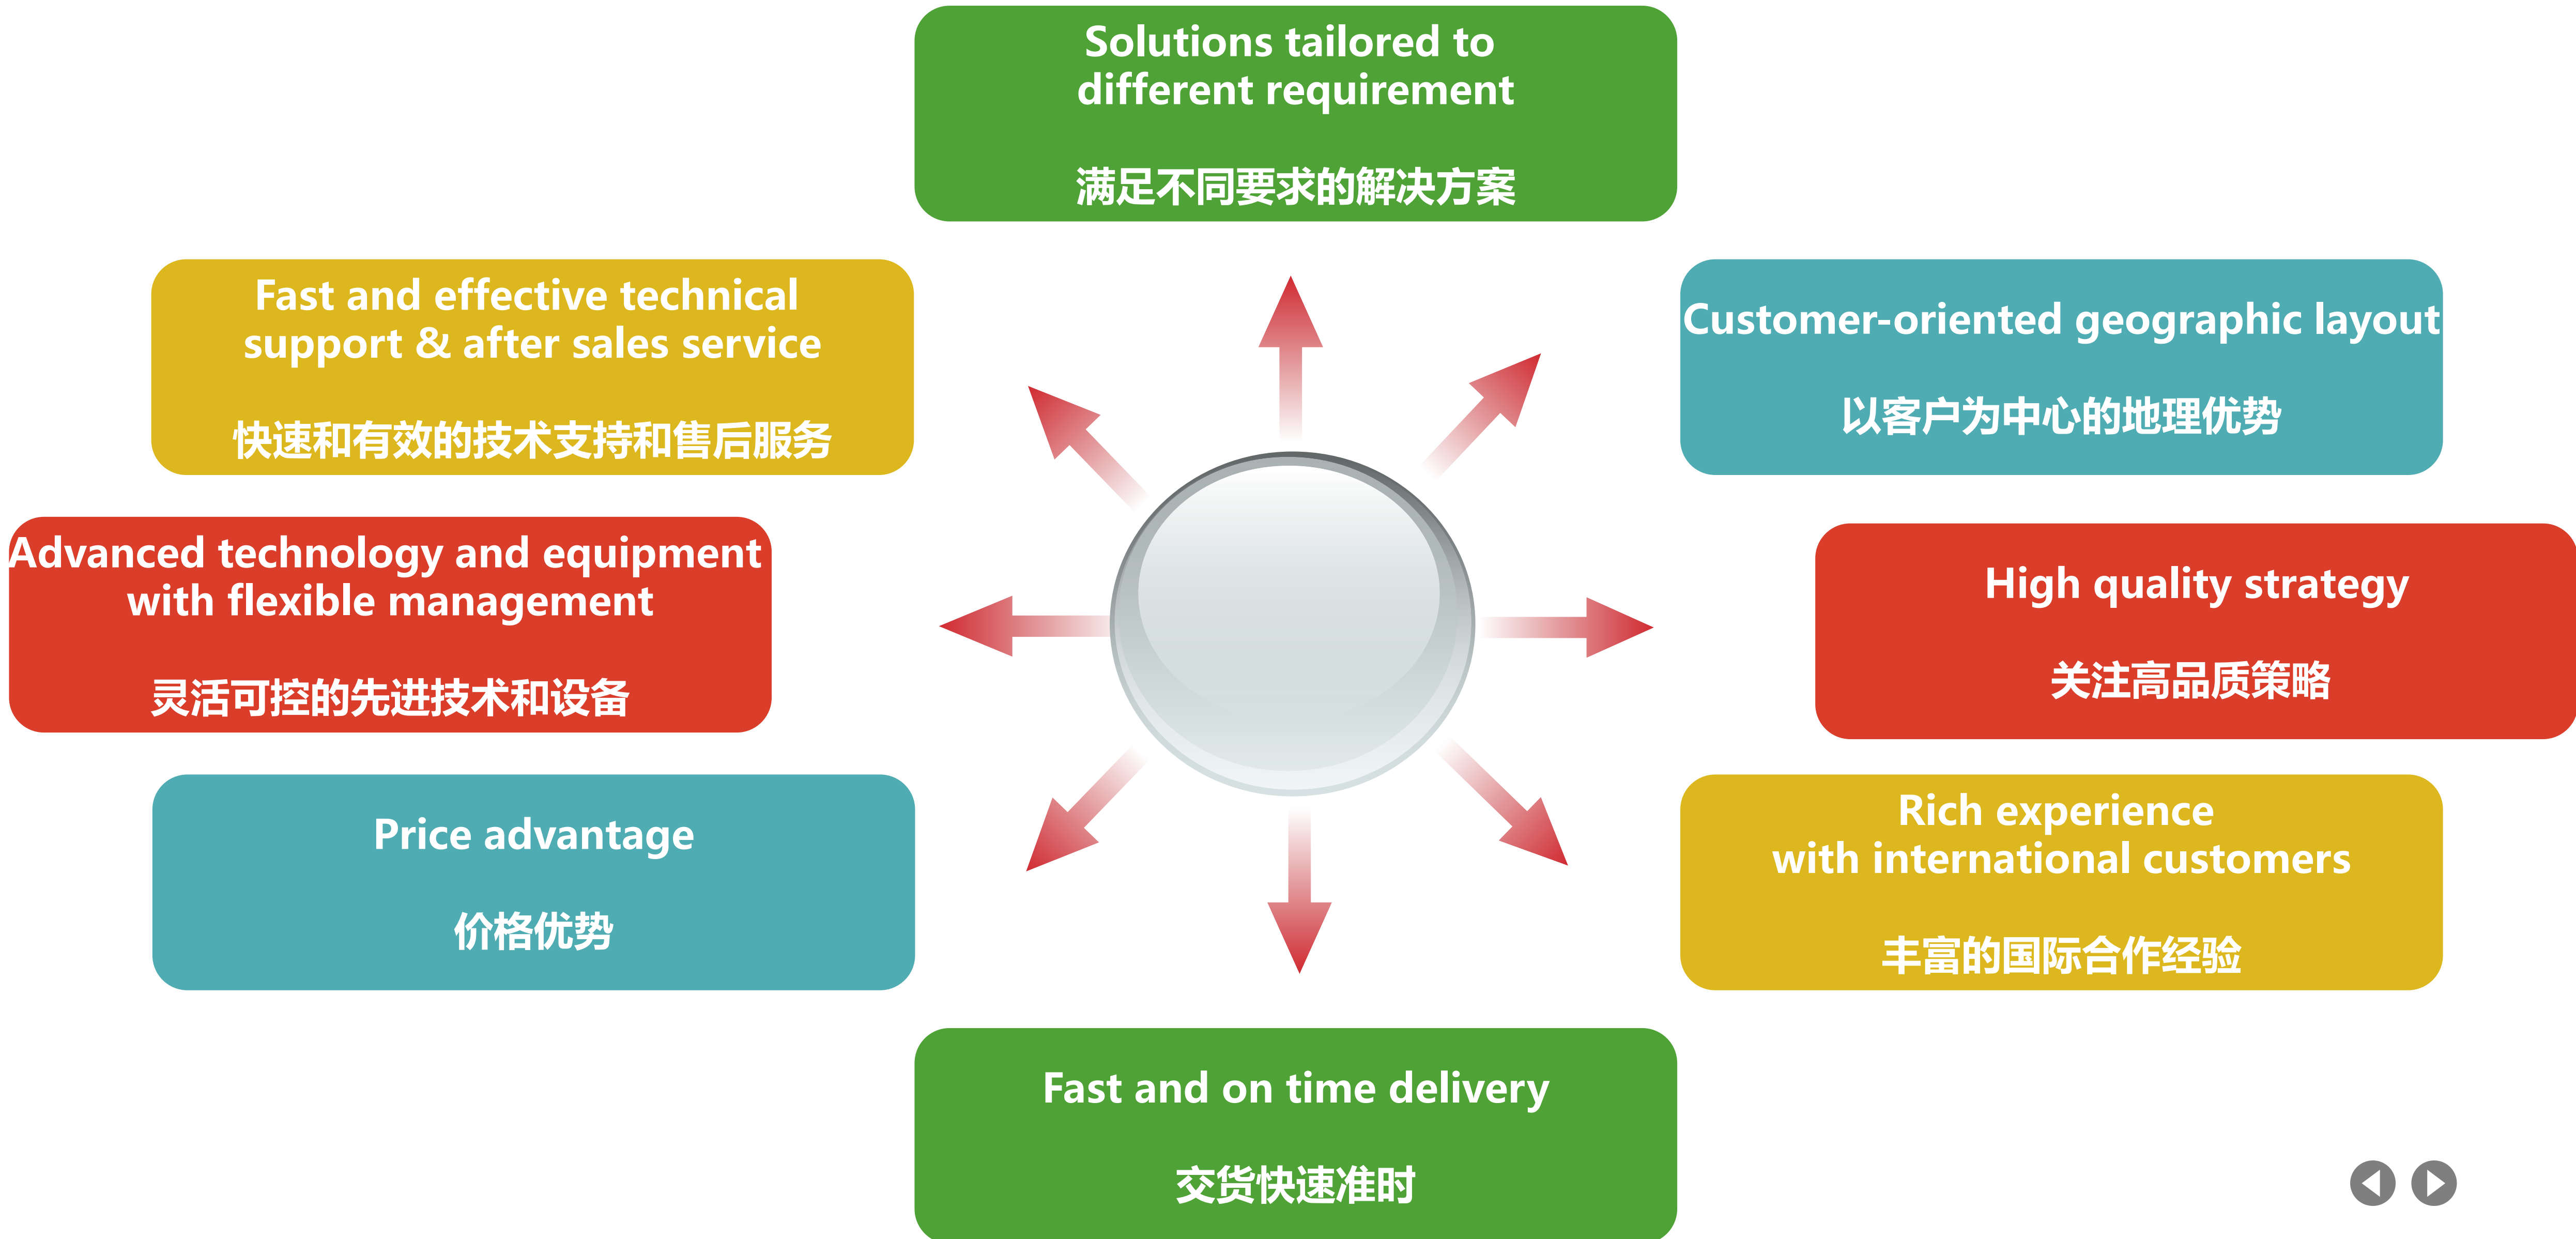 Solutions tailored to
different requirement
满足不同要求的解决方案
Fast and effective technical
support & after sales service
快速和有效的技术支持和售后服务
Customer-oriented geographic layout
以客户为中心的地理优势
Advanced technology and equipment
with flexible management
灵活可控的先进技术和设备
High quality strategy
关注高品质策略
Price advantage
价格优势
Rich experience
with international customers
丰富的国际合作经验
Fast and on time delivery
交货快速准时